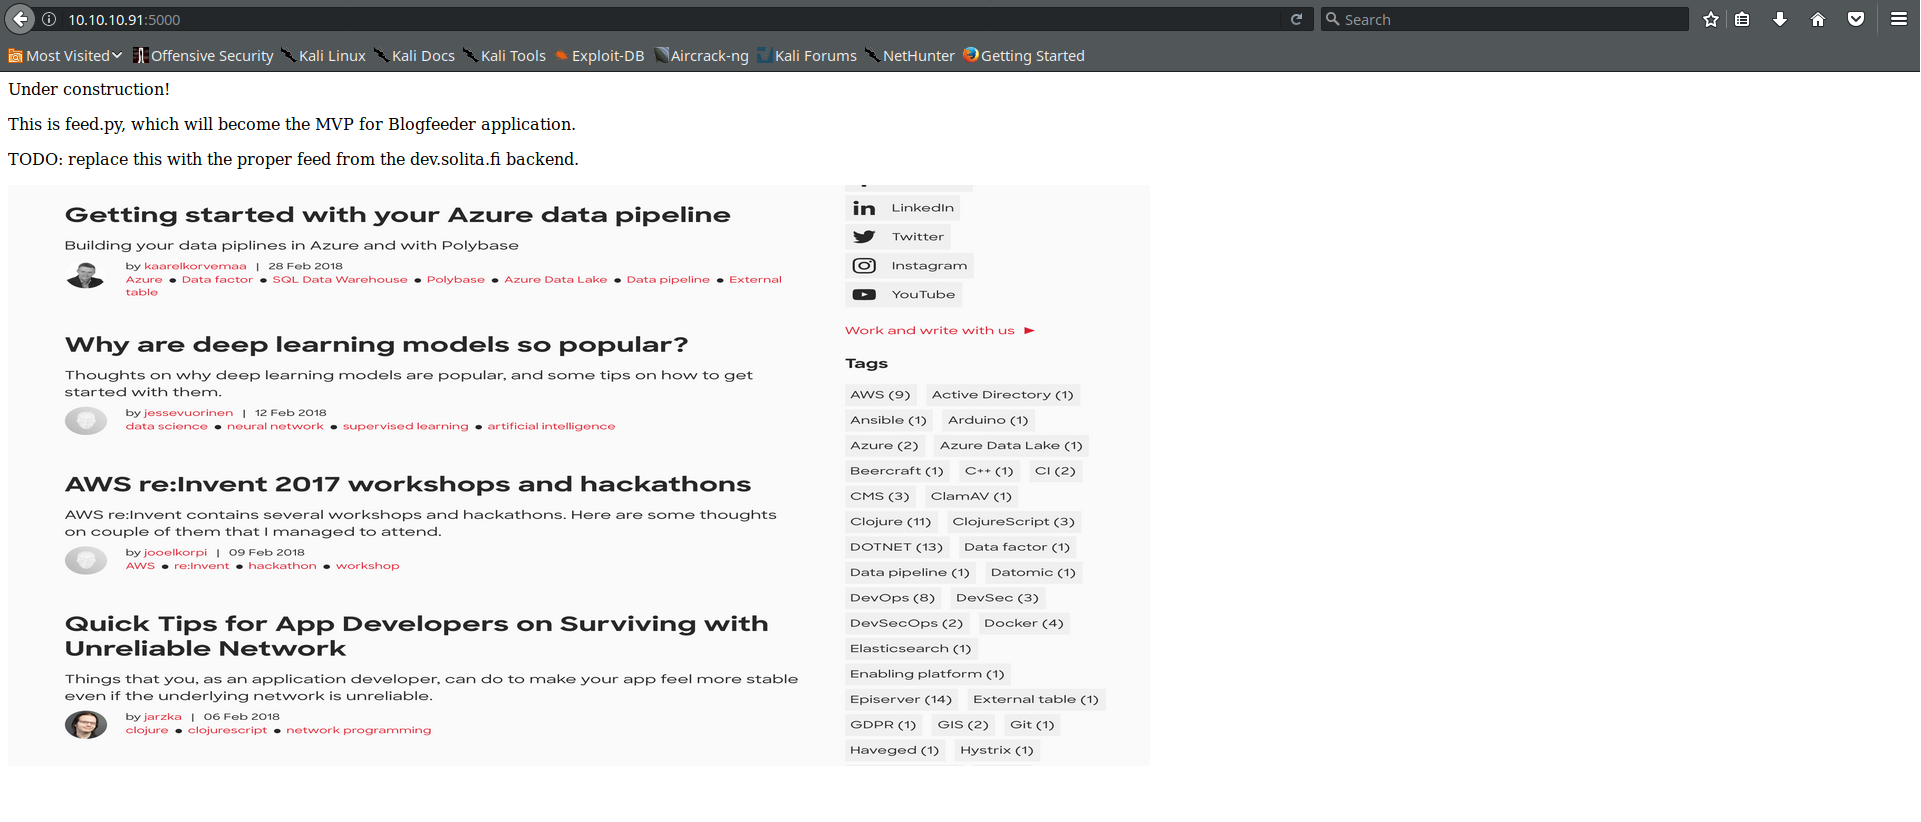 10.10.10.91:5000
Search
Most Visited
Offensive Security
Kali Linux
Kali Docs
Kali Tools
Exploit-DB
Aircrack-ng
Kali Forums
NetHunter
Getting Started
Under construction!
This is feed.py, which will become the MVP for Blogfeeder application.
TODO: replace this with the proper feed from the dev.solita.fi backend.
Getting started with your Azure data pipeline
Building your data piplines in Azure and with Polybase
by kaarelkorvemaa | 28 Feb 2018
Azure ● Data factor ● SQL Data Warehouse ● Polybase ● Azure Data Lake ● Data pipeline ● External
table
Why are deep learning models so popular?
Thoughts on why deep learning models are popular, and some tips on how to get
started with them.
by jessevuorinen | 12 Feb 2018
data science ● neural network ● supervised learning ● artificial intelligence
AWS re:Invent 2017 workshops and hackathons
AWS re:Invent contains several workshops and hackathons. Here are some thoughts
on couple of them that I managed to attend.
by jooelkorpi | 09 Feb 2018
AWS ● re:Invent ● hackathon ● workshop
Quick Tips for App Developers on Surviving with
Unreliable Network
Things that you, as an application developer, can do to make your app feel more stable
even if the underlying network is unreliable.
by jarzka | 06 Feb 2018
clojure ● clojurescript ● network programming
LinkedIn
Twitter
Instagram
YouTube
Work and write with us ►
Tags
AWS (9) Active Directory (1)
Ansible (1) Arduino (1)
Azure (2) Azure Data Lake (1)
Beercraft (1) C++ (1) CI (2)
CMS (3) ClamAV (1)
Clojure (11) ClojureScript (3)
DOTNET (13) Data factor (1)
Data pipeline (1) Datomic (1)
DevOps (8) DevSec (3)
DevSecOps (2) Docker (4)
Elasticsearch (1)
Enabling platform (1)
Episerver (14) External table (1)
GDPR (1) GIS (2) Git (1)
Haveged (1) Hystrix (1)